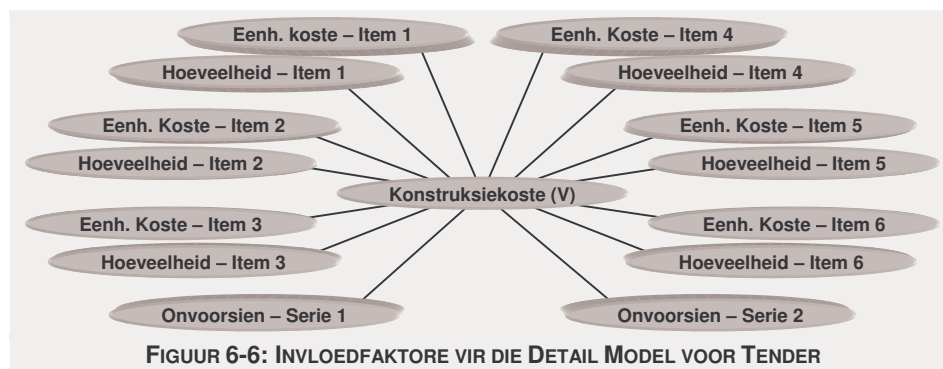 Eenh. koste – Item 1
Eenh. Koste – Item 4
Hoeveelheid – Item 1
Hoeveelheid – Item 4
Eenh. Koste – Item 2
Eenh. Koste – Item 5
Hoeveelheid – Item 2
Hoeveelheid – Item 5
Konstruksiekoste (V)
Eenh. Koste – Item 3
Eenh. Koste – Item 6
Hoeveelheid – Item 3
Hoeveelheid – Item 6
Onvoorsien – Serie 1
Onvoorsien – Serie 2
FIGUUR 6-6: INVLOEDFAKTORE VIR DIE DETAIL MODEL VOOR TENDER